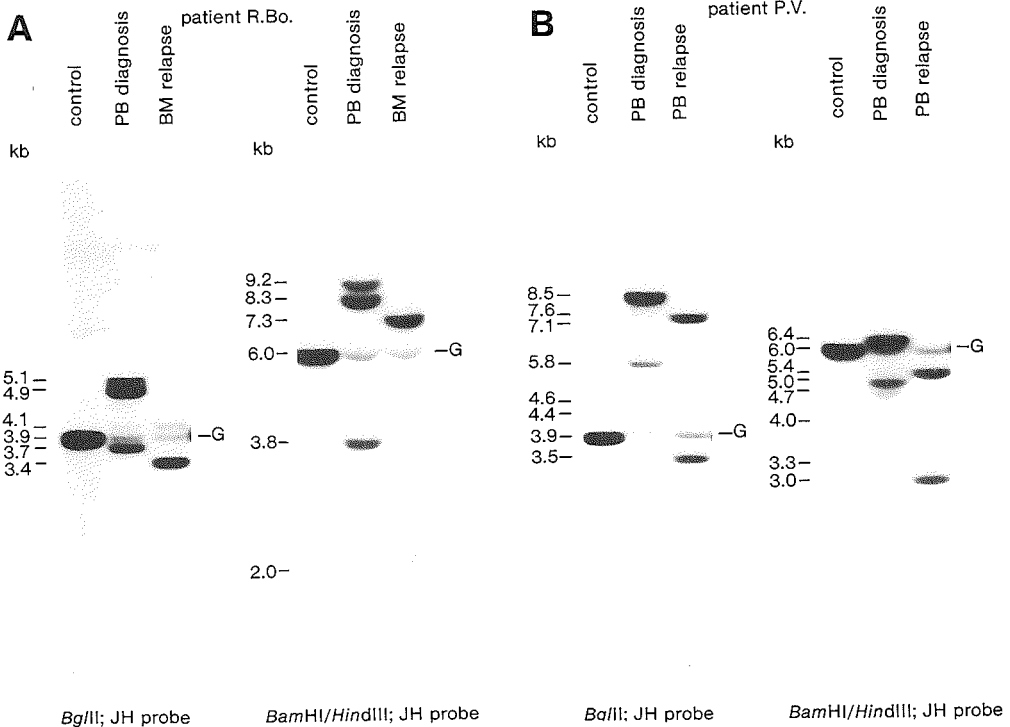 A
patient R.Bo.
control
PB diagnosis
BM relapse
kb
5.1
4.9
4.1
3.9
3.7
3.4
–G
BglII; JH probe
control
PB diagnosis
BM relapse
kb
9.2
8.3
7.3
6.0
3.8
2.0
–G
BamHI/HindIII; JH probe
B
patient P.V.
control
PB diagnosis
PB relapse
kb
8.5
7.6
7.1
5.8
4.6
4.4
3.9
3.5
–G
BglII; JH probe
control
PB diagnosis
PB relapse
kb
6.4
6.0
5.4
5.0
4.7
4.0
3.3
3.0
–G
BamHI/HindIII; JH probe